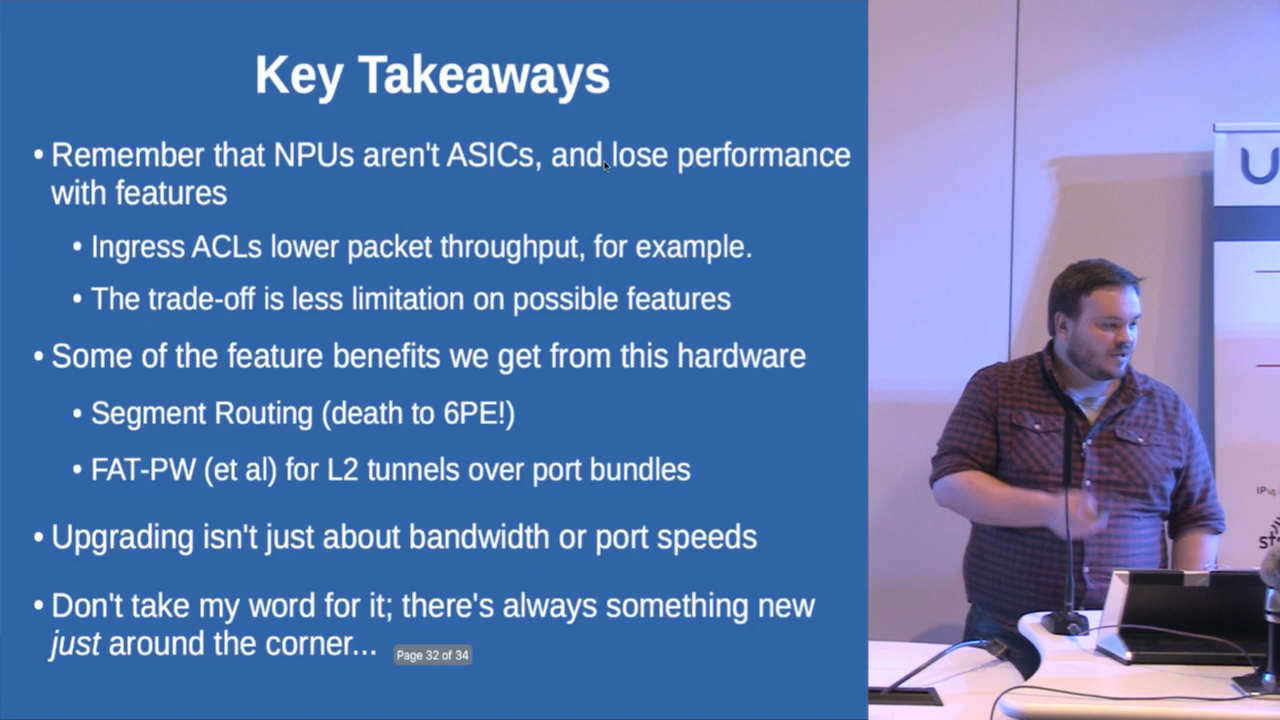 Key Takeaways
• Remember that NPUs aren't ASICs, and lose performance
with features
• Ingress ACLs lower packet throughput, for example.
• The trade-off is less limitation on possible features
• Some of the feature benefits we get from this hardware
• Segment Routing (death to 6PE!)
• FAT-PW (et al) for L2 tunnels over port bundles
• Upgrading isn't just about bandwidth or port speeds
• Don't take my word for it; there's always something new
just around the corner...
Page 32 of 34
U